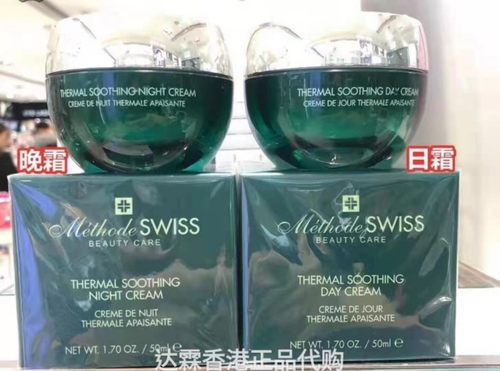 THERMAL SOOTHING NIGHT CREAM
CREME DE NUIT THERMALE APAISANTE
THERMAL SOOTHING DAY CREAM
CREME DE JOUR THERMALE APAISANTE
晚霜
日霜
Méthode SWISS
BEAUTY CARE
THERMAL SOOTHING
NIGHT CREAM
CREME DE NUIT
THERMALE APAISANTE
NET WT. 1.70 OZ. / 50ml e
Méthode SWISS
BEAUTY CARE
THERMAL SOOTHING
DAY CREAM
CREME DE JOUR
THERMALE APAISANTE
NET WT. 1.70 OZ. / 50ml e
达霖香港正品代购